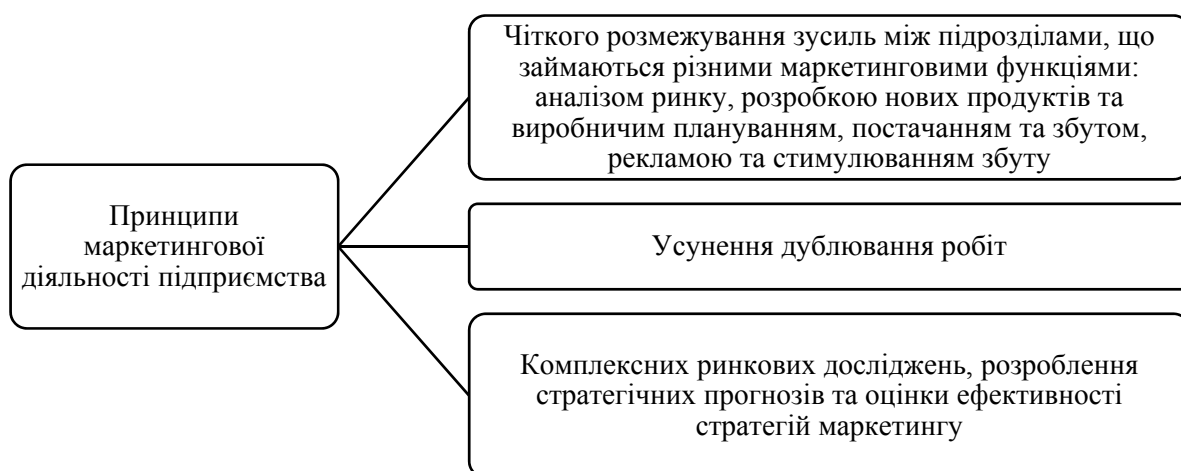 Принципи
маркетингової
діяльності підприємства
Чіткого розмежування зусиль між підрозділами, що
займаються різними маркетинговими функціями:
аналізом ринку, розробкою нових продуктів та
виробничим плануванням, постачанням та збутом,
рекламою та стимулюванням збуту
Усунення дублювання робіт
Комплексних ринкових досліджень, розроблення
стратегічних прогнозів та оцінки ефективності
стратегій маркетингу